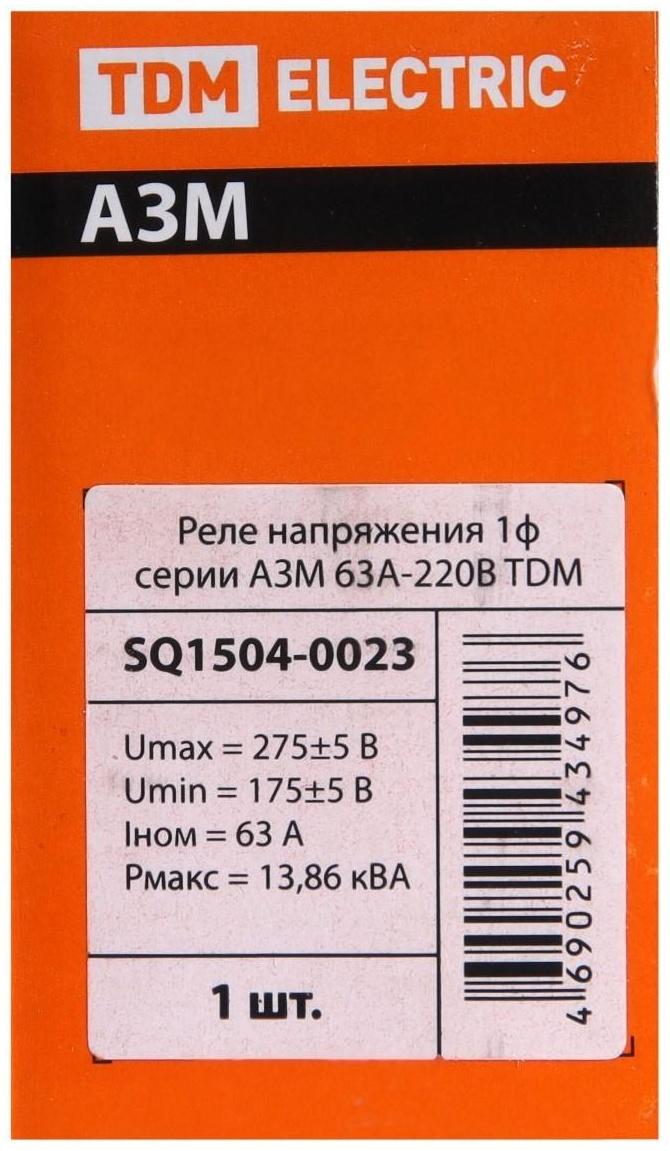 TDM ELECTRIC
АЗМ
Реле напряжения 1ф
серии АЗМ 63А-220В TDM
SQ1504-0023
Umax = 275±5 В
Umin = 175±5 В
Iном = 63 А
Рмакс = 13,86 кВА
1 шт.
4690259434976